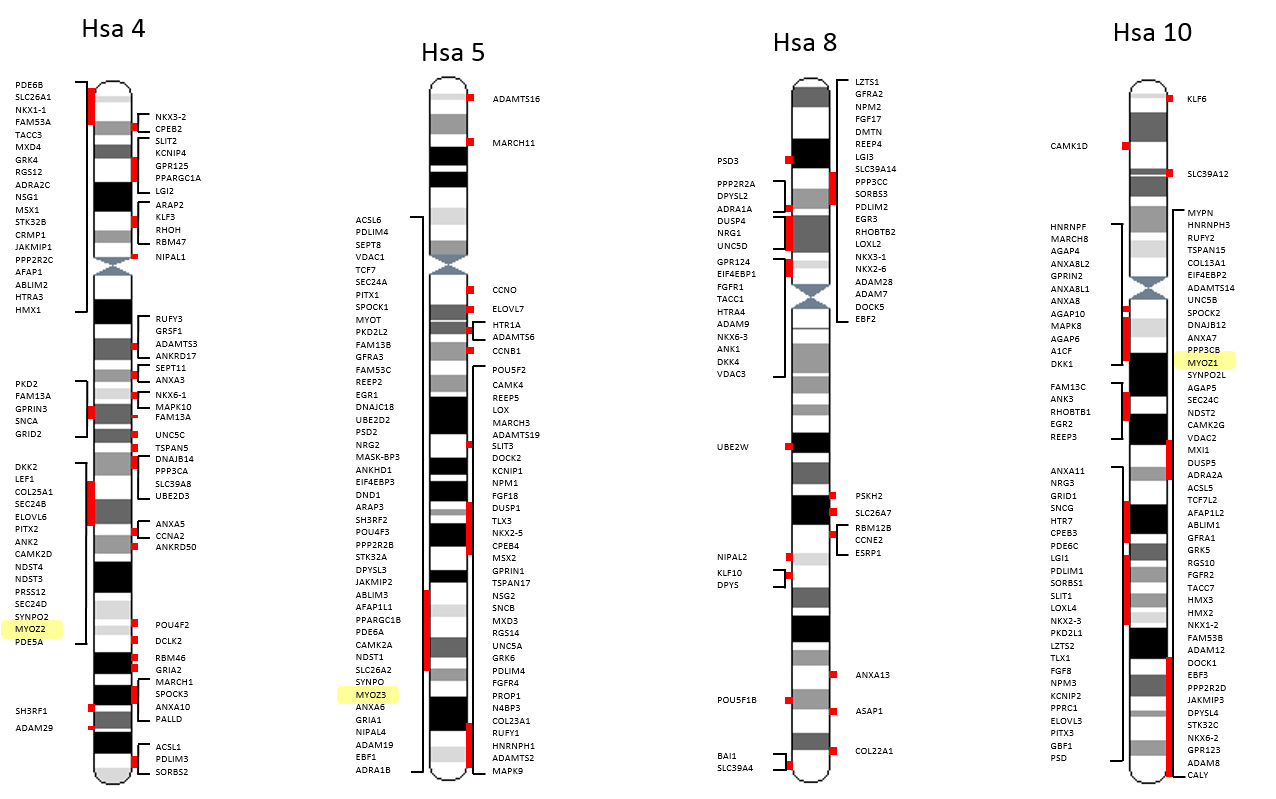 Hsa 4
PDE6B
SLC26A1
NKX1-1
FAM53A
TACC3
MXD4
GRK4
RGS12
ADRA2C
NSG1
MSX1
STK32B
CRMP1
JAKMIP1
PPP2R2C
AFAP1
ABLIM2
HTRA3
HMX1
PKD2
FAM13A
GPRIN3
SNCA
GRID2
DKK2
LEF1
COL25A1
SEC24B
ELOVL6
PITX2
ANK2
CAMK2D
NDST4
NDST3
PRSS12
SEC24D
SYNPO2
MYOZ2
PDE5A
SH3RF1
ADAM29
NKX3-2
CPEB2
SLIT2
KCNIP4
GPR125
PPARGC1A
LGI2
ARAP2
KLF3
RHOH
RBM47
NIPAL1
RUFY3
GRSF1
ADAMTS3
ANKRD17
SEPT11
ANXA3
NKX6-1
MAPK10
FAM13A
UNC5C
TSPAN5
DNAJB14
PPP3CA
SLC39A8
UBE2D3
ANXA5
CCNA2
ANKRD50
POU4F2
DCLK2
RBM46
GRIA2
MARCH1
SPOCK3
ANXA10
PALLD
ACSL1
PDLIM3
SORBS2
Hsa 5
ACSL6
PDLIM4
SEPT8
VDAC1
TCF7
SEC24A
PITX1
SPOCK1
MYOT
PKD2L2
FAM13B
GFRA3
FAM53C
REEP2
EGR1
DNAJC18
UBE2D2
PSD2
NRG2
MASK-BP3
ANKHD1
EIF4EBP3
DND1
ARAP3
SH3RF2
POU4F3
PPP2R2B
STK32A
DPYSL3
JAKMIP2
ABLIM3
AFAP1L1
PPARGC1B
PDE6A
CAMK2A
NDST1
SLC26A2
SYNPO
MYOZ3
ANXA6
GRIA1
NIPAL4
ADAM19
EBF1
ADRA1B
ADAMTS16
MARCH11
CCNO
ELOVL7
HTR1A
ADAMTS6
CCNB1
POU5F2
CAMK4
REEP5
LOX
MARCH3
ADAMTS19
SLIT3
DOCK2
KCNIP1
NPM1
FGF18
DUSP1
TLX3
NKX2-5
CPEB4
MSX2
GPRIN1
TSPAN17
NSG2
SNCB
MXD3
RGS14
UNC5A
GRK6
PDLIM4
FGFR4
PROP1
N4BP3
COL23A1
RUFY1
HNRNPH1
ADAMTS2
MAPK9
Hsa 8
PSD3
PPP2R2A
DPYSL2
ADRA1A
DUSP4
NRG1
UNC5D
GPR124
EIF4EBP1
FGFR1
TACC1
HTRA4
ADAM9
NKX6-3
ANK1
DKK4
VDAC3
UBE2W
NIPAL2
KLF10
DPYS
POU5F1B
BAI1
SLC39A4
LZTS1
GFRA2
NPM2
FGF17
DMTN
REEP4
LGI3
SLC39A14
PPP3CC
SORBS3
PDLIM2
EGR3
RHOBTB2
LOXL2
NKX3-1
NKX2-6
ADAM28
ADAM7
DOCK5
EBF2
PSKH2
SLC26A7
RBM12B
CCNE2
ESRP1
ANXA13
ASAP1
COL22A1
Hsa 10
CAMK1D
HNRNPF
MARCH8
AGAP4
ANXA8L2
GPRIN2
ANXA8L1
ANXA8
AGAP10
MAPK8
AGAP6
A1CF
DKK1
FAM13C
ANK3
RHOBTB1
EGR2
REEP3
ANXA11
NRG3
GRID1
SNCG
HTR7
CPEB3
PDE6C
LGI1
PDLIM1
SORBS1
SLIT1
LOXL4
NKX2-3
PKD2L1
LZTS2
TLX1
FGF8
NPM3
KCNIP2
PPRC1
ELOVL3
PITX3
GBF1
PSD
KLF6
SLC39A12
MYPN
HNRNPH3
RUFY2
TSPAN15
COL13A1
EIF4EBP2
ADAMTS14
UNC5B
SPOCK2
DNAJB12
ANXA7
PPP3CB
MYOZ1
SYNPO2L
AGAP5
SEC24C
NDST2
CAMK2G
VDAC2
MXI1
DUSP5
ADRA2A
ACSL5
TCF7L2
AFAP1L2
ABLIM1
GFRA1
GRK5
RGS10
FGFR2
TACC7
HMX3
HMX2
NKX1-2
FAM53B
ADAM12
DOCK1
EBF3
PPP2R2D
JAKMIP3
DPYSL4
STK32C
NKX6-2
GPR123
ADAM8
CALY